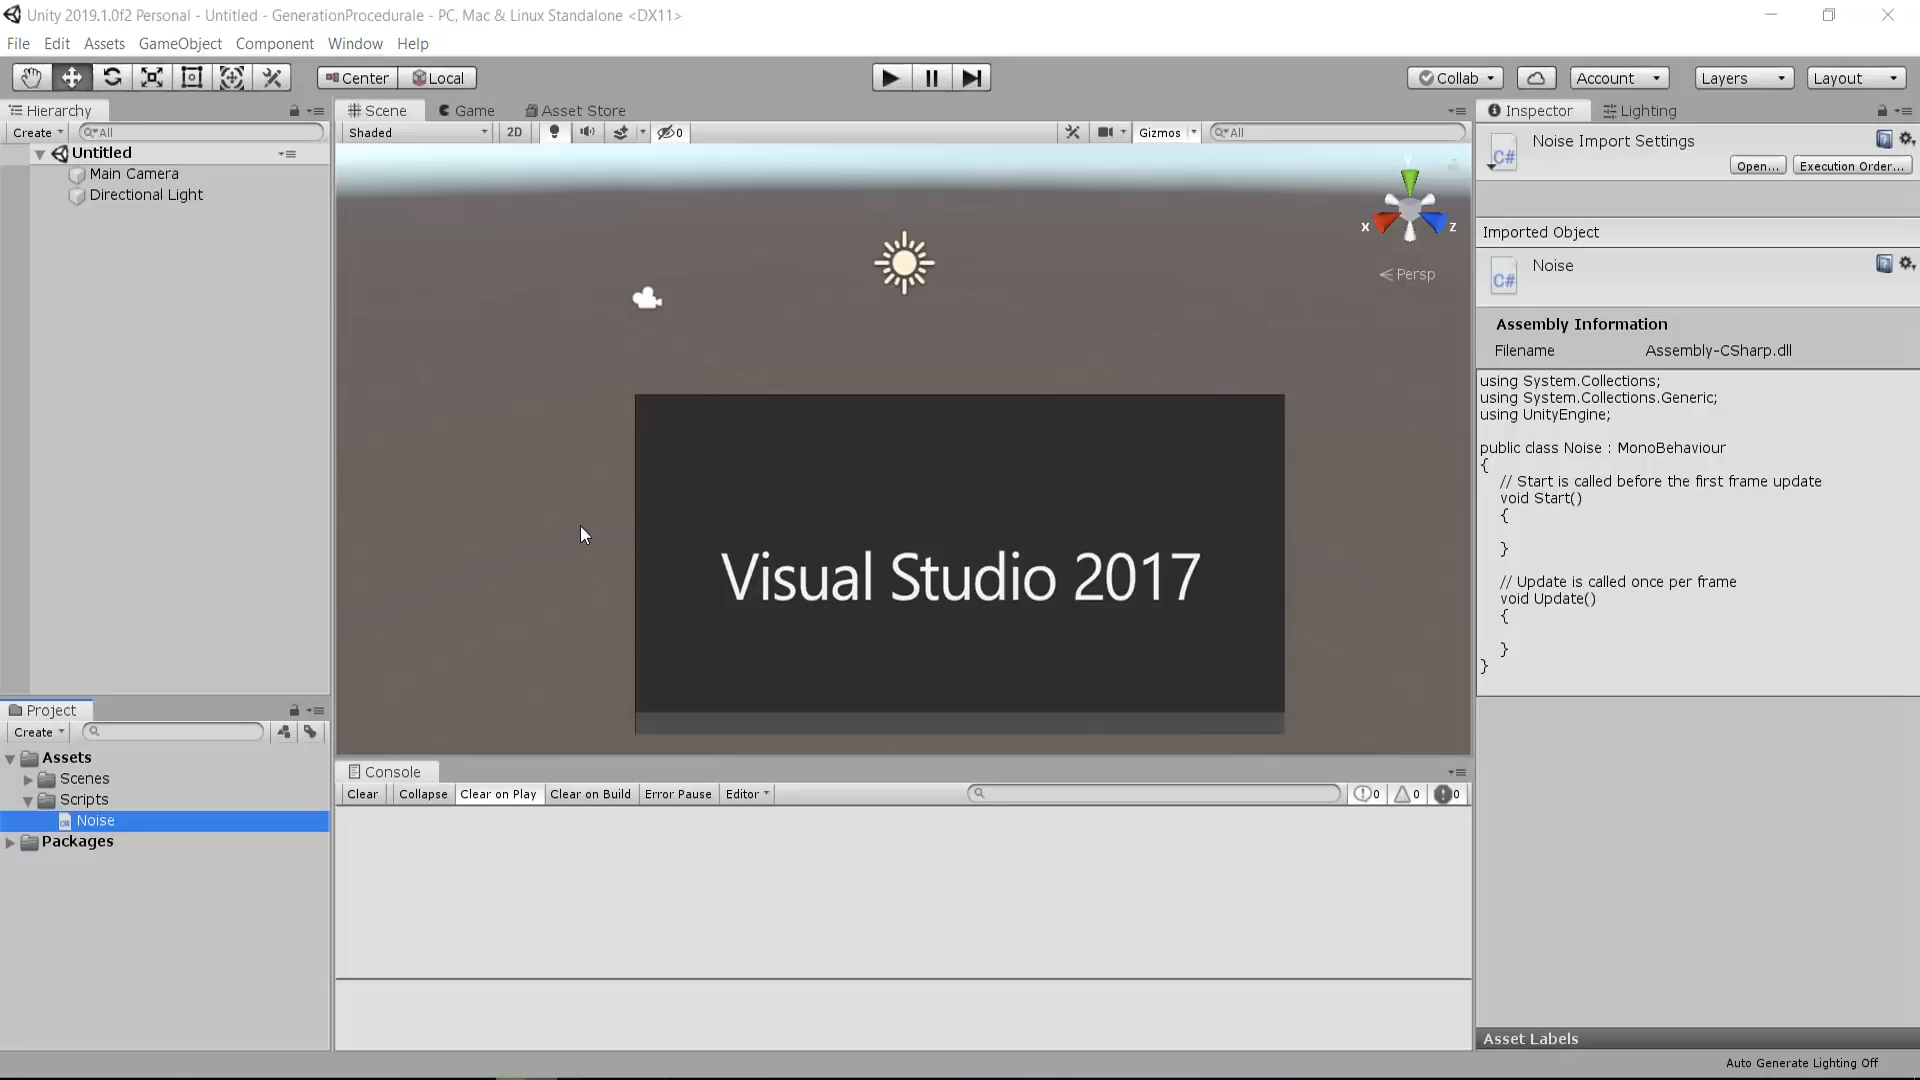 Unity 2019.1.0f2 Personal - Untitled - GenerationProcedurale - PC, Mac & Linux Standalone <DX11>
File Edit Assets GameObject Component Window Help
Center Local
Collab Account Layers Layout
Hierarchy
Create All
Untitled
Main Camera
Directional Light
Scene Game Asset Store
Shaded 2D 0 Gizmos All
y
x z
Persp
Visual Studio 2017
Inspector Lighting
Noise Import Settings
C#
Open... Execution Order...
Imported Object
Noise
C#
Assembly Information
Filename Assembly-CSharp.dll
using System.Collections;
using System.Collections.Generic;
using UnityEngine;
public class Noise : MonoBehaviour
{
// Start is called before the first frame update
void Start()
{
}
// Update is called once per frame
void Update()
{
}
}
Project
Create
Assets
Scenes
Scripts
Noise
Packages
Console
Clear Collapse Clear on Play Clear on Build Error Pause Editor 0 0 0
Asset Labels
Auto Generate Lighting Off